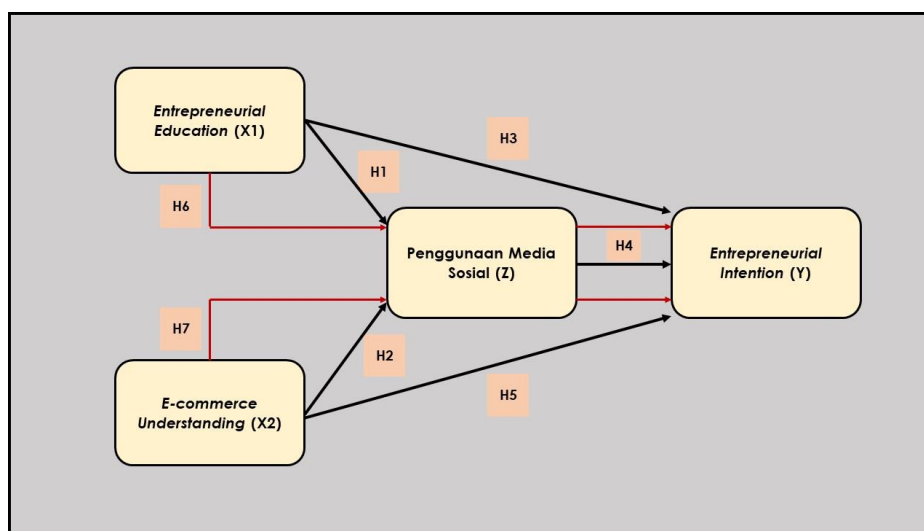 Entrepreneurial
Education (X1)
H3
H1
H6
Penggunaan Media
Sosial (Z)
H4
Entrepreneurial
Intention (Y)
H7
H2
E-commerce
Understanding (X2)
H5